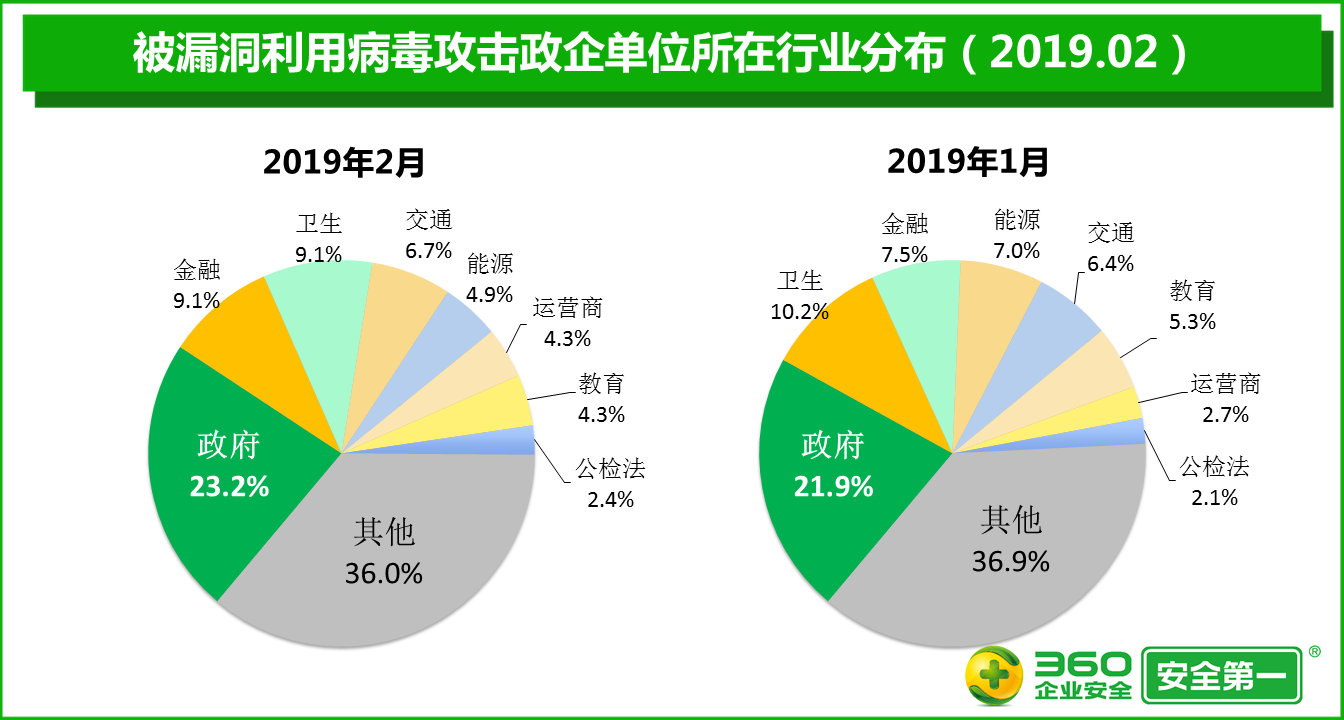 被漏洞利用病毒攻击政企单位所在行业分布（2019.02）
2019年2月
卫生
9.1%
交通
6.7%
金融
9.1%
能源
4.9%
运营商
4.3%
教育
4.3%
政府
23.2%
公检法
2.4%
其他
36.0%
2019年1月
金融
7.5%
能源
7.0%
交通
6.4%
卫生
10.2%
教育
5.3%
运营商
2.7%
政府
21.9%
公检法
2.1%
其他
36.9%
360
企业安全
安全第一
®